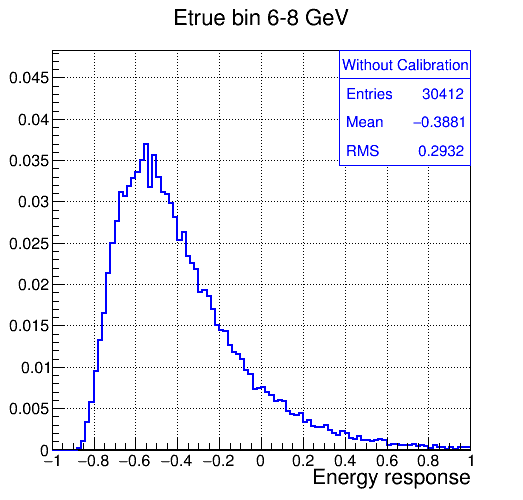 Etrue bin 6-8 GeV
Without Calibration
Entries 30412
Mean −0.3881
RMS 0.2932
0.045
0.04
0.035
0.03
0.025
0.02
0.015
0.01
0.005
0
−1 −0.8 −0.6 −0.4 −0.2 0 0.2 0.4 0.6 0.8 1
Energy response